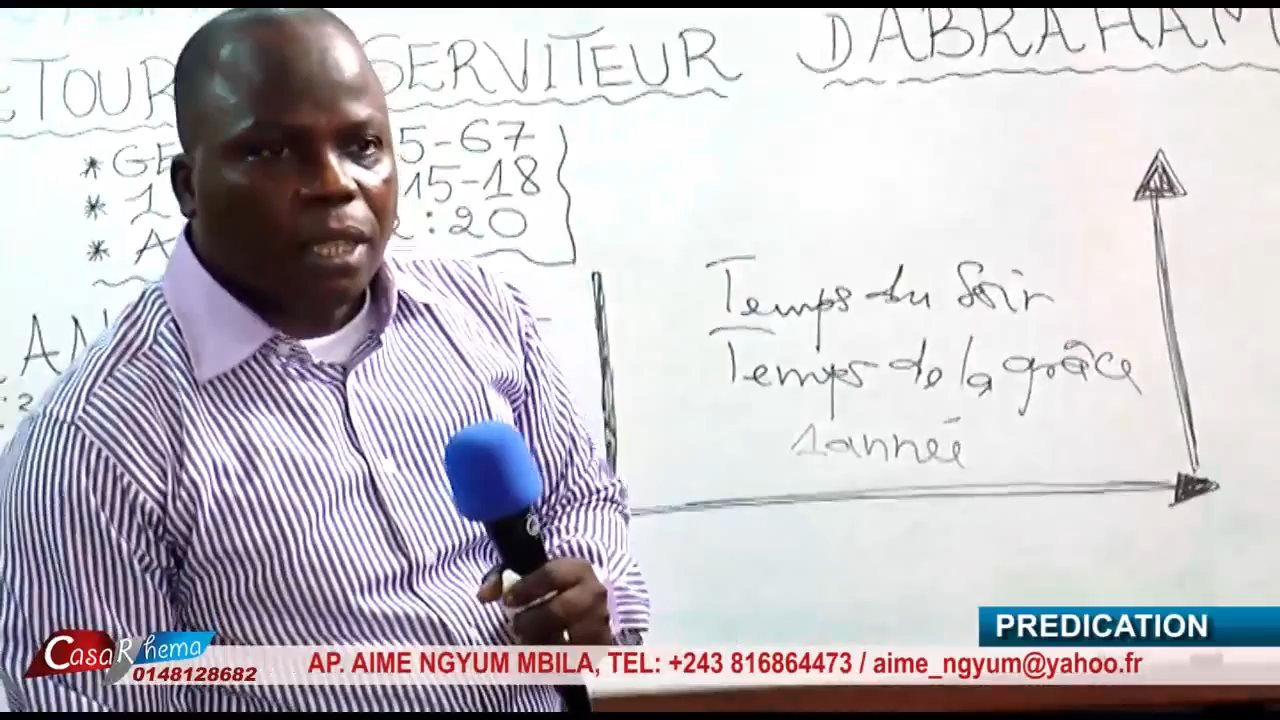 TOUR SERVITEUR D'ABRAHAM
* GE 5-67
* 1 15-18
* A : 20
AN
Temps du Soir
Temps de la grâce
1année
PREDICATION
CasaRhema
0148128682
AP. AIME NGYUM MBILA, TEL: +243 816864473 / aime_ngyum@yahoo.fr